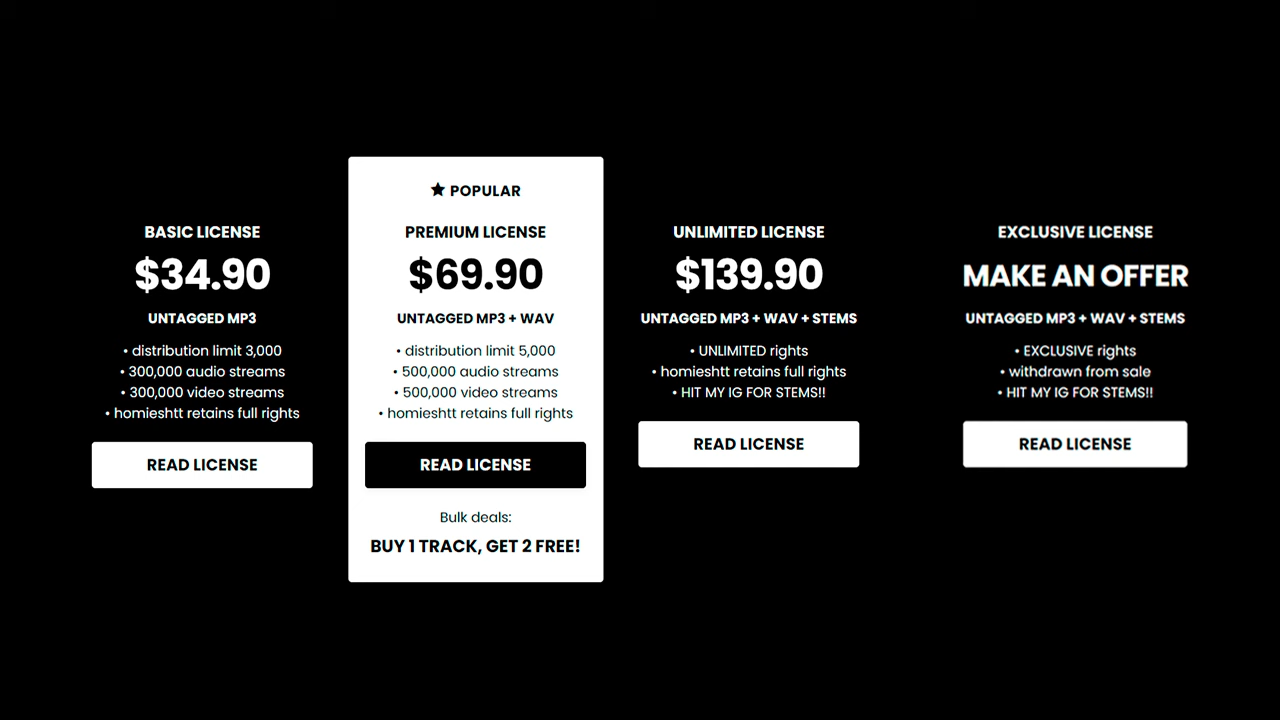 BASIC LICENSE
$34.90
UNTAGGED MP3
• distribution limit 3,000
• 300,000 audio streams
• 300,000 video streams
• homieshtt retains full rights
READ LICENSE
★ POPULAR
PREMIUM LICENSE
$69.90
UNTAGGED MP3 + WAV
• distribution limit 5,000
• 500,000 audio streams
• 500,000 video streams
• homieshtt retains full rights
READ LICENSE
Bulk deals:
BUY 1 TRACK, GET 2 FREE!
UNLIMITED LICENSE
$139.90
UNTAGGED MP3 + WAV + STEMS
• UNLIMITED rights
• homieshtt retains full rights
• HIT MY IG FOR STEMS!!
READ LICENSE
EXCLUSIVE LICENSE
MAKE AN OFFER
UNTAGGED MP3 + WAV + STEMS
• EXCLUSIVE rights
• withdrawn from sale
• HIT MY IG FOR STEMS!!
READ LICENSE